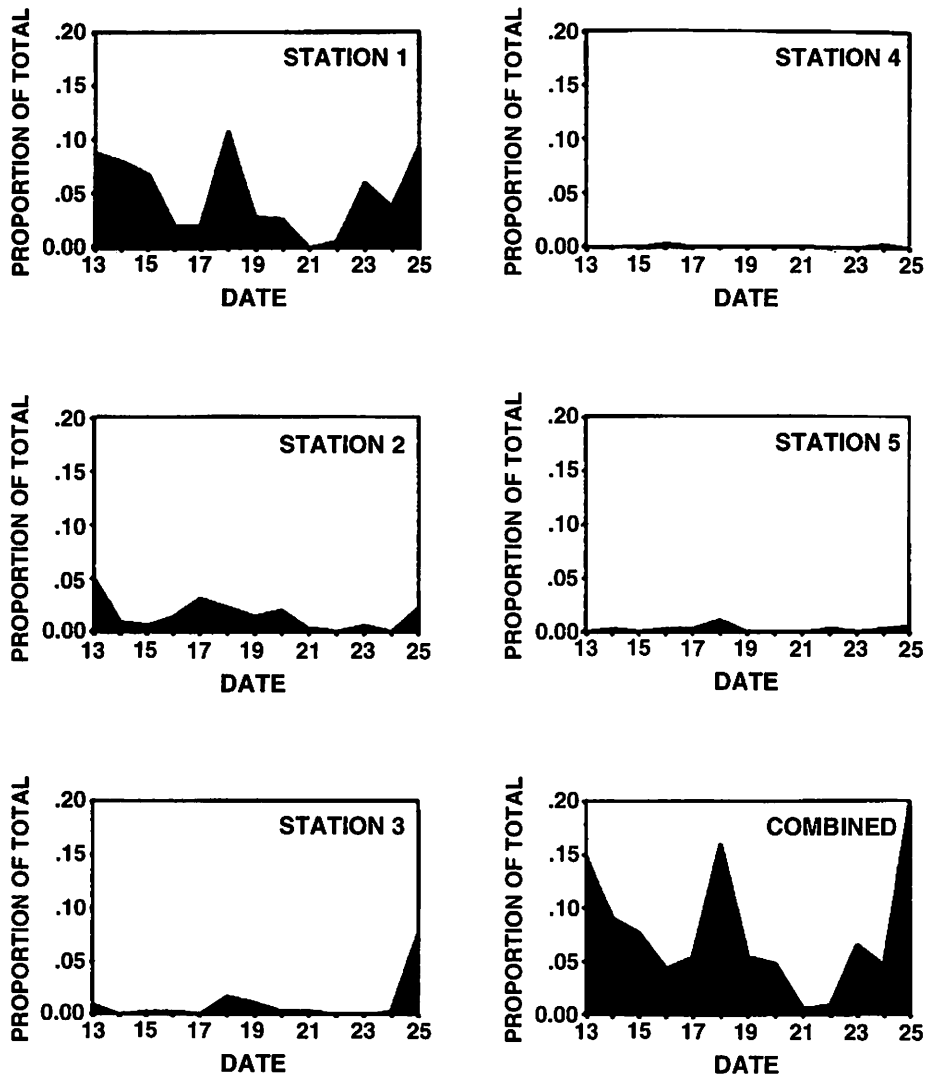 PROPORTION OF TOTAL
.20
.15
.10
.05
0.00
STATION 1
13 15 17 19 21 23 25
DATE
PROPORTION OF TOTAL
.20
.15
.10
.05
0.00
STATION 4
13 15 17 19 21 23 25
DATE
PROPORTION OF TOTAL
.20
.15
.10
.05
0.00
STATION 2
13 15 17 19 21 23 25
DATE
PROPORTION OF TOTAL
.20
.15
.10
.05
0.00
STATION 5
13 15 17 19 21 23 25
DATE
PROPORTION OF TOTAL
.20
.15
.10
.05
0.00
STATION 3
13 15 17 19 21 23 25
DATE
PROPORTION OF TOTAL
.20
.15
.10
.05
0.00
COMBINED
13 15 17 19 21 23 25
DATE